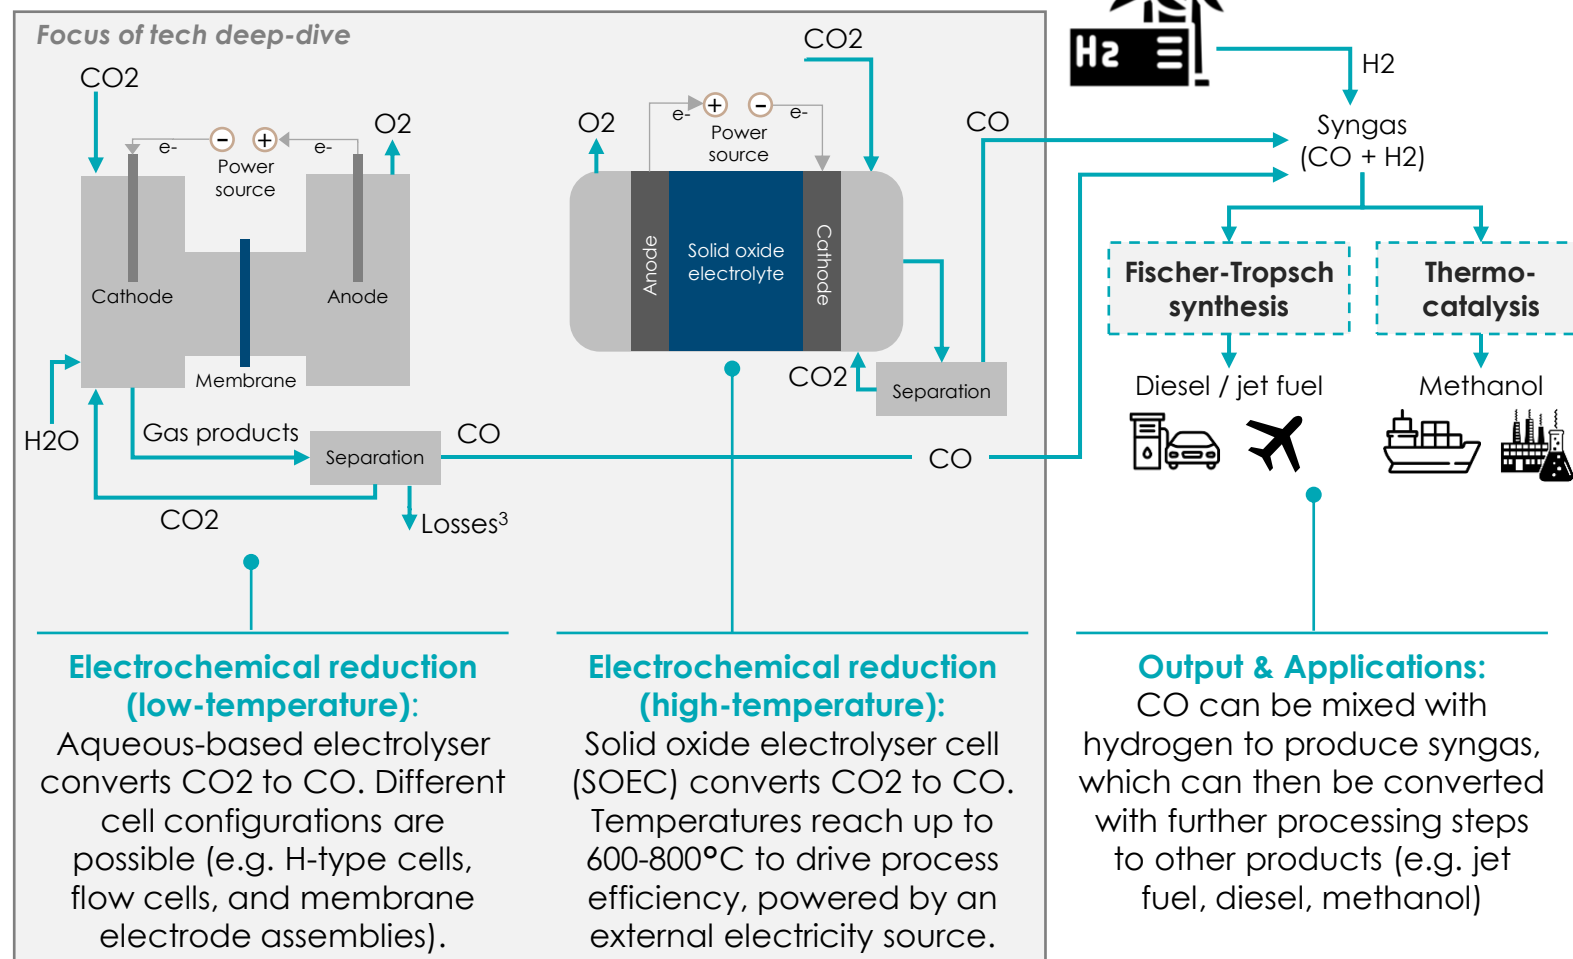 Focus of tech deep-dive
CO2
e-
e-
Power
source
O2
Cathode
Anode
Membrane
H2O
Gas products
Separation
CO
CO2
Losses3
CO2
O2
e-
e-
Power
source
Anode
Solid oxide
electrolyte
Cathode
CO2
Separation
CO
CO
H2
H2
Syngas
(CO + H2)
Fischer-Tropsch
synthesis
Thermo-
catalysis
Diesel / jet fuel
Methanol
Electrochemical reduction
(low-temperature):
Aqueous-based electrolyser
converts CO2 to CO. Different
cell configurations are
possible (e.g. H-type cells,
flow cells, and membrane
electrode assemblies).
Electrochemical reduction
(high-temperature):
Solid oxide electrolyser cell
(SOEC) converts CO2 to CO.
Temperatures reach up to
600-800°C to drive process
efficiency, powered by an
external electricity source.
Output & Applications:
CO can be mixed with
hydrogen to produce syngas,
which can then be converted
with further processing steps
to other products (e.g. jet
fuel, diesel, methanol)